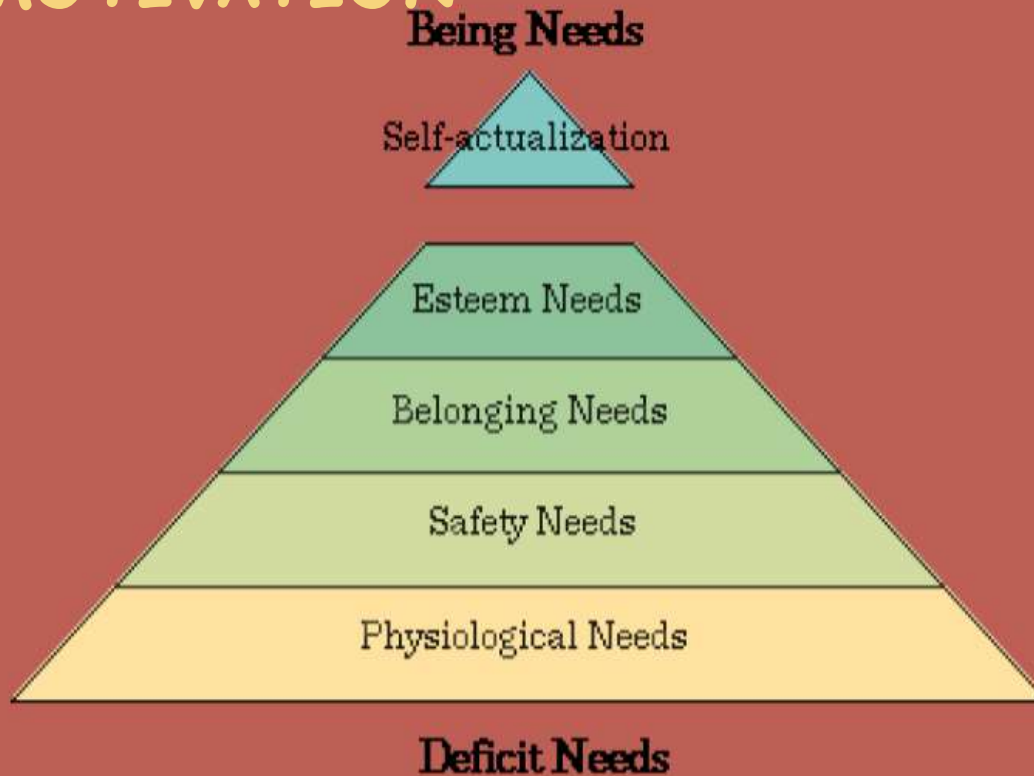 Being Needs
Self-actualization
Esteem Needs
Belonging Needs
Safety Needs
Physiological Needs
Deficit Needs